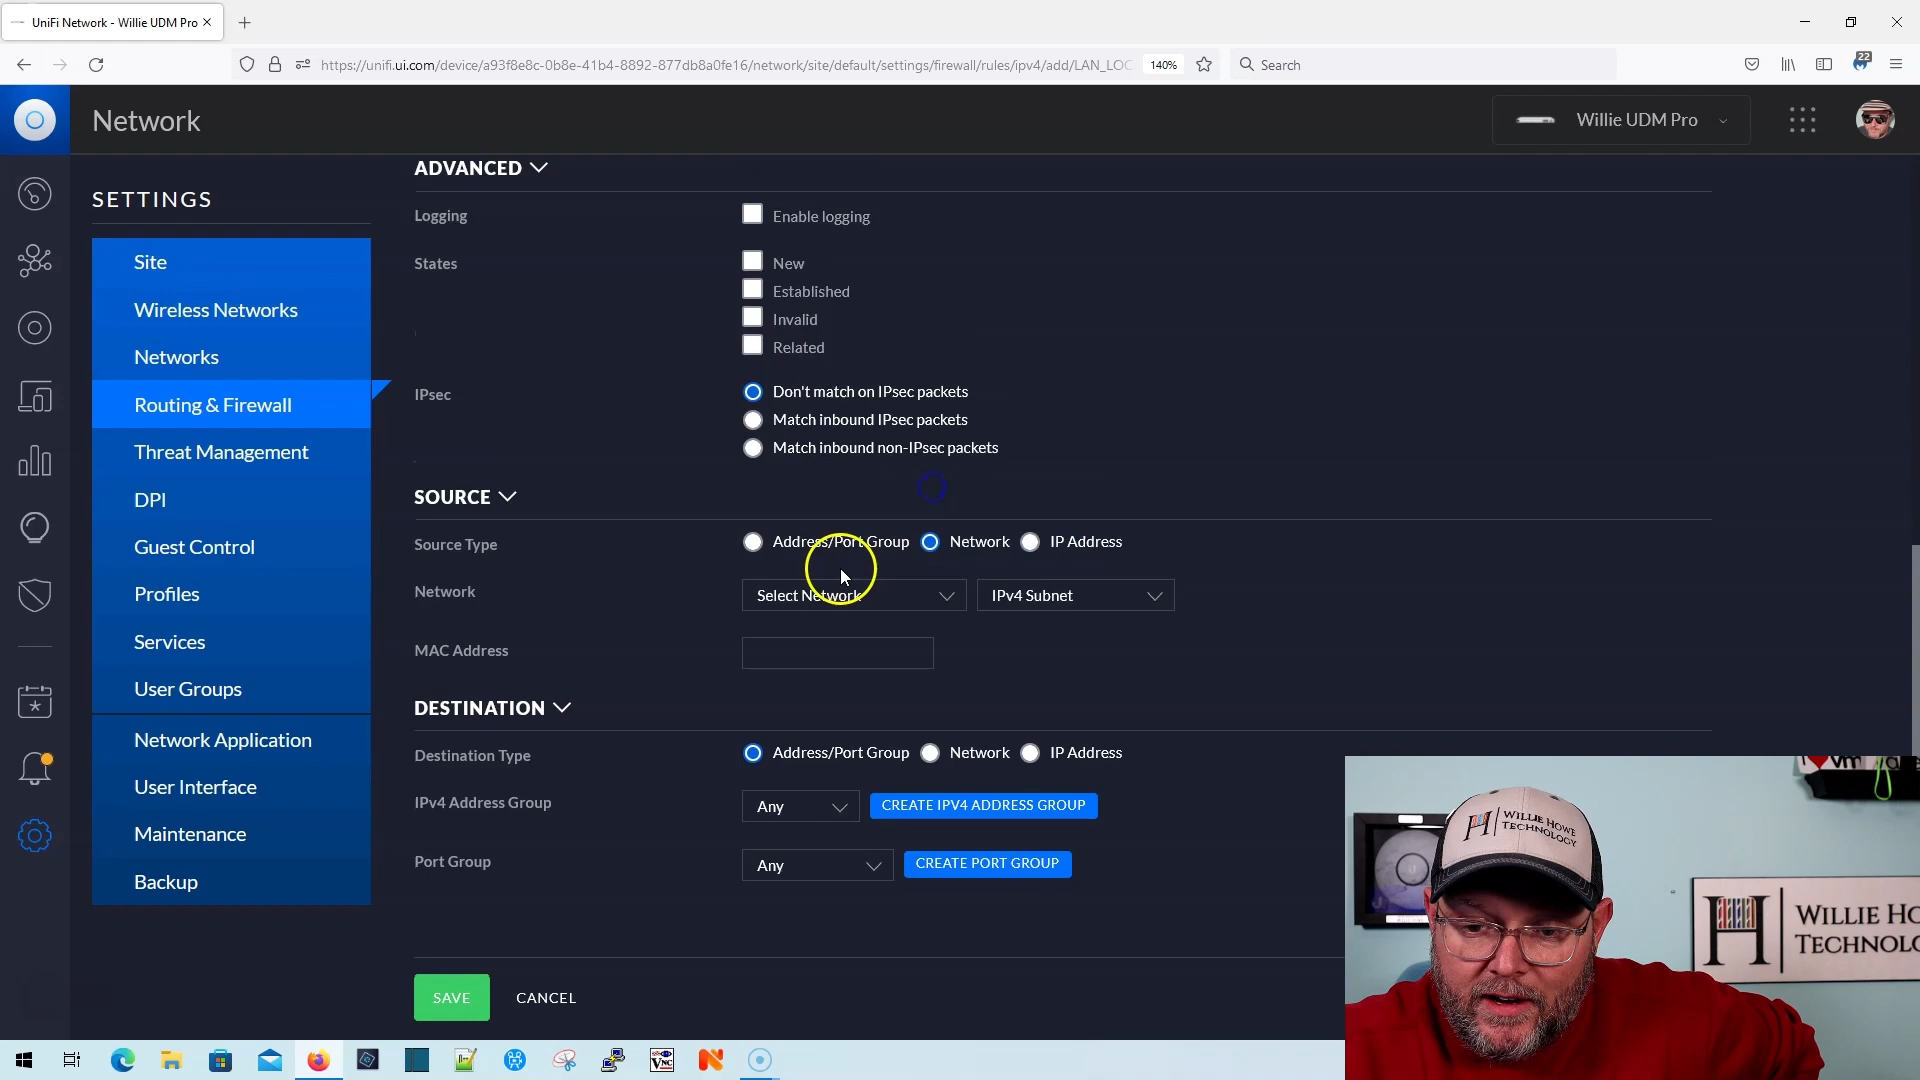 UniFi Network - Willie UDM Pro
https://unifi.ui.com/device/a93f8e8c-0b8e-41b4-8892-877db8a0fe16/network/site/default/settings/firewall/rules/ipv4/add/LAN_LOC
140%
Search
22
Network
Willie UDM Pro
SETTINGS
Site
Wireless Networks
Networks
Routing & Firewall
Threat Management
DPI
Guest Control
Profiles
Services
User Groups
Network Application
User Interface
Maintenance
Backup
ADVANCED
Logging
Enable logging
States
New
Established
Invalid
Related
IPsec
Don't match on IPsec packets
Match inbound IPsec packets
Match inbound non-IPsec packets
SOURCE
Source Type
Address/Port Group
Network
IP Address
Network
Select Network
IPv4 Subnet
MAC Address
DESTINATION
Destination Type
Address/Port Group
Network
IP Address
IPv4 Address Group
Any
CREATE IPV4 ADDRESS GROUP
Port Group
Any
CREATE PORT GROUP
SAVE
CANCEL
WILLIE HOWE
TECHNOLOGY
WILLIE HO
TECHNOLO